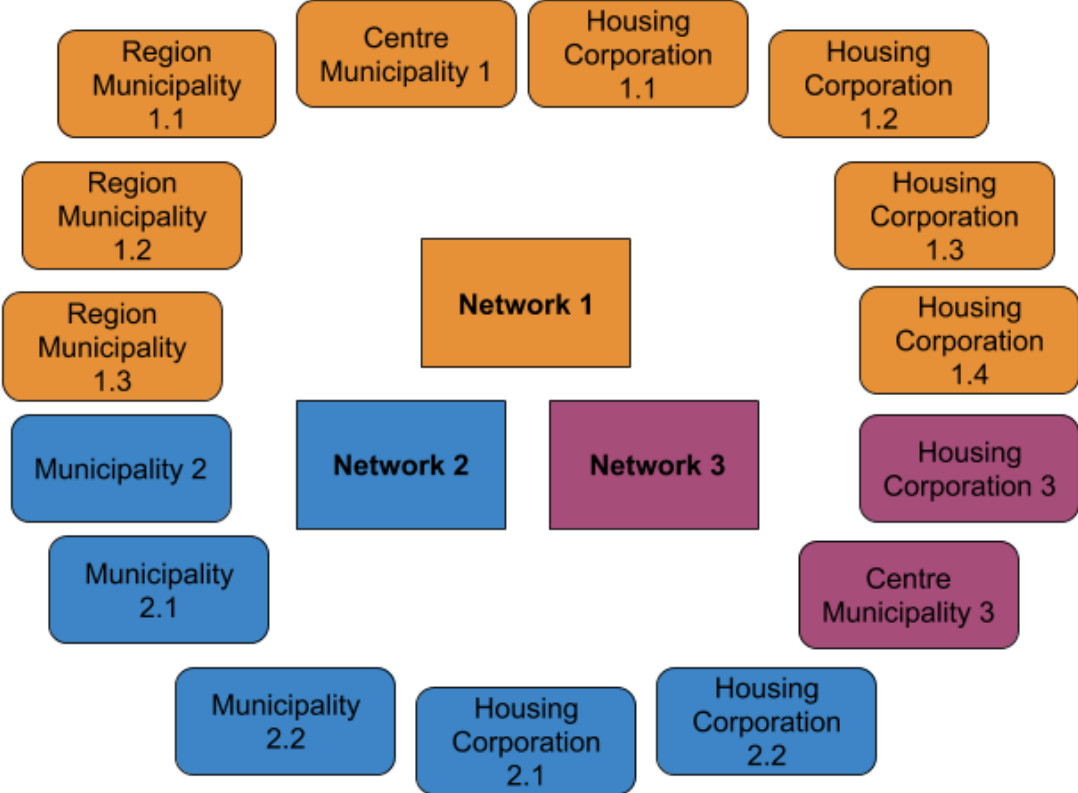 Region
Municipality
1.1
Centre
Municipality 1
Housing
Corporation
1.1
Housing
Corporation
1.2
Region
Municipality
1.2
Housing
Corporation
1.3
Network 1
Region
Municipality
1.3
Housing
Corporation
1.4
Municipality 2
Network 2
Network 3
Housing
Corporation 3
Municipality
2.1
Centre
Municipality 3
Municipality
2.2
Housing
Corporation
2.1
Housing
Corporation
2.2